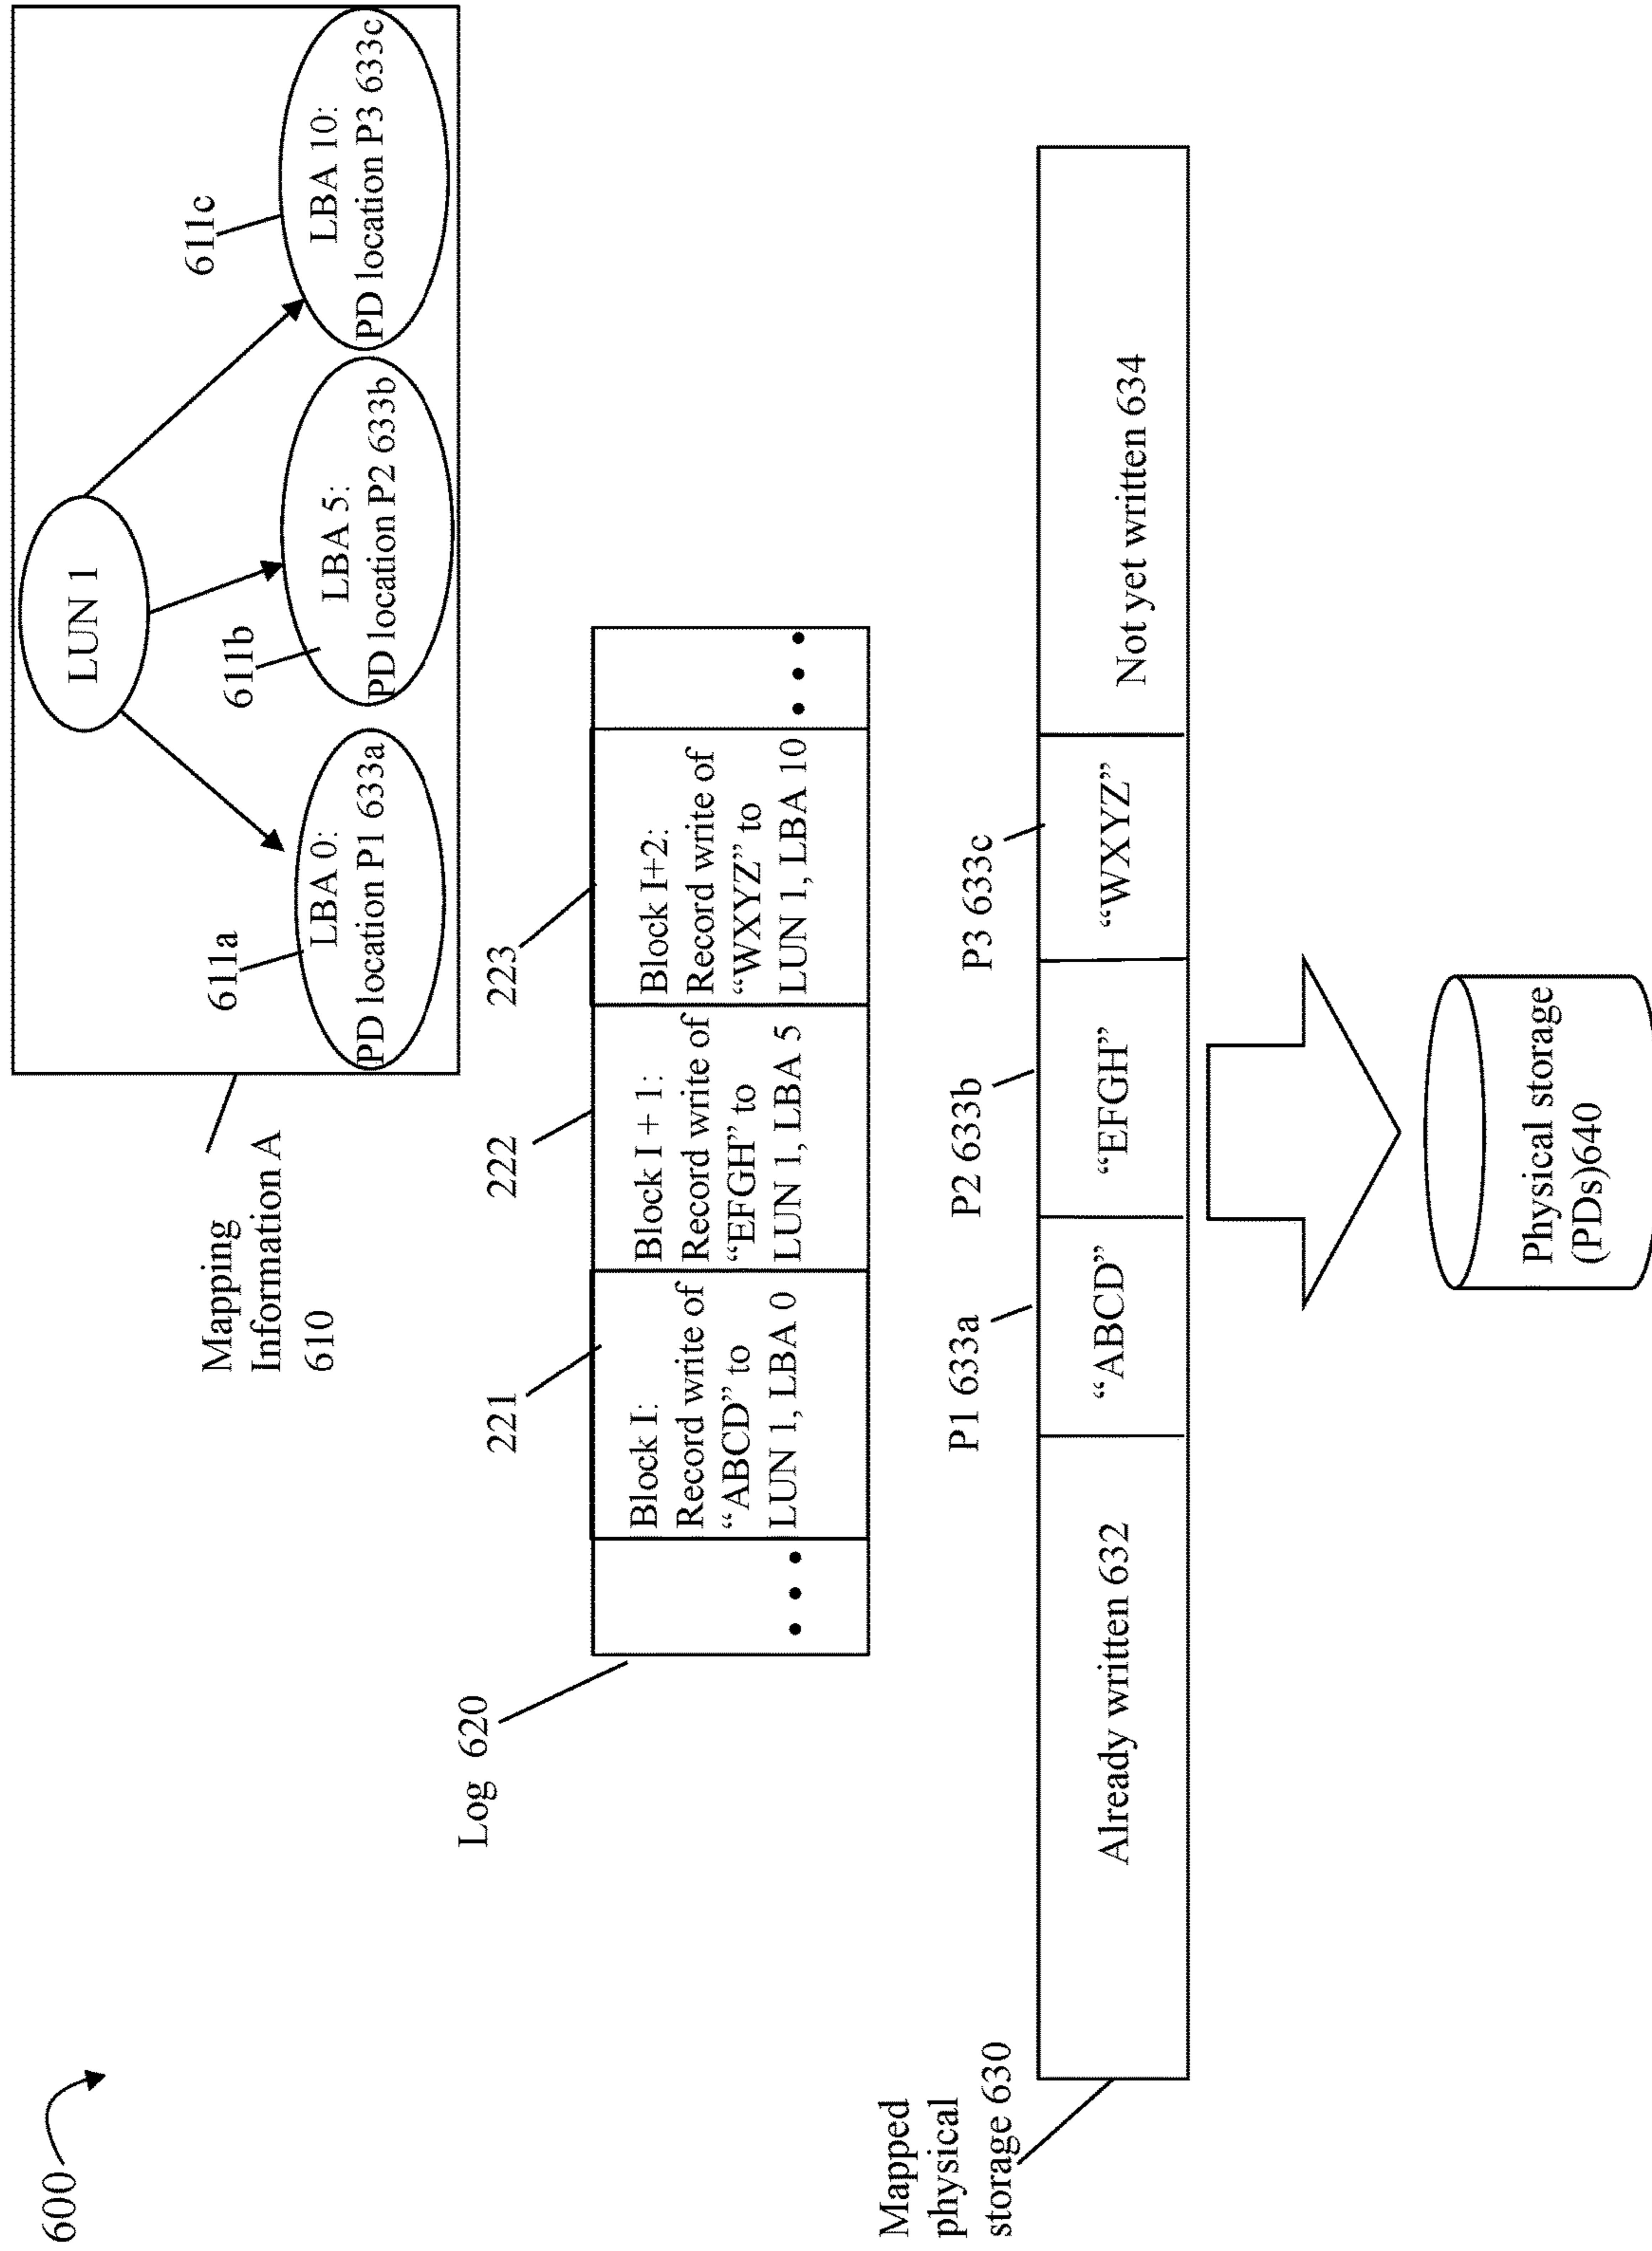 600
LUN 1
611a
611b
611c
LBA 0:
PD location P1 633a
LBA 5:
PD location P2 633b
LBA 10:
PD location P3 633c
Mapping
Information A
610
Log 620
221
222
223
Block I:
Record write of
“ABCD” to
LUN 1, LBA 0
Block I + 1:
Record write of
“EFGH” to
LUN 1, LBA 5
Block I+2:
Record write of
“WXYZ” to
LUN 1, LBA 10
Mapped
physical
storage 630
P1 633a
P2 633b
P3 633c
Already written 632
“ABCD”
“EFGH”
“WXYZ”
Not yet written 634
Physical storage
(PDs)640